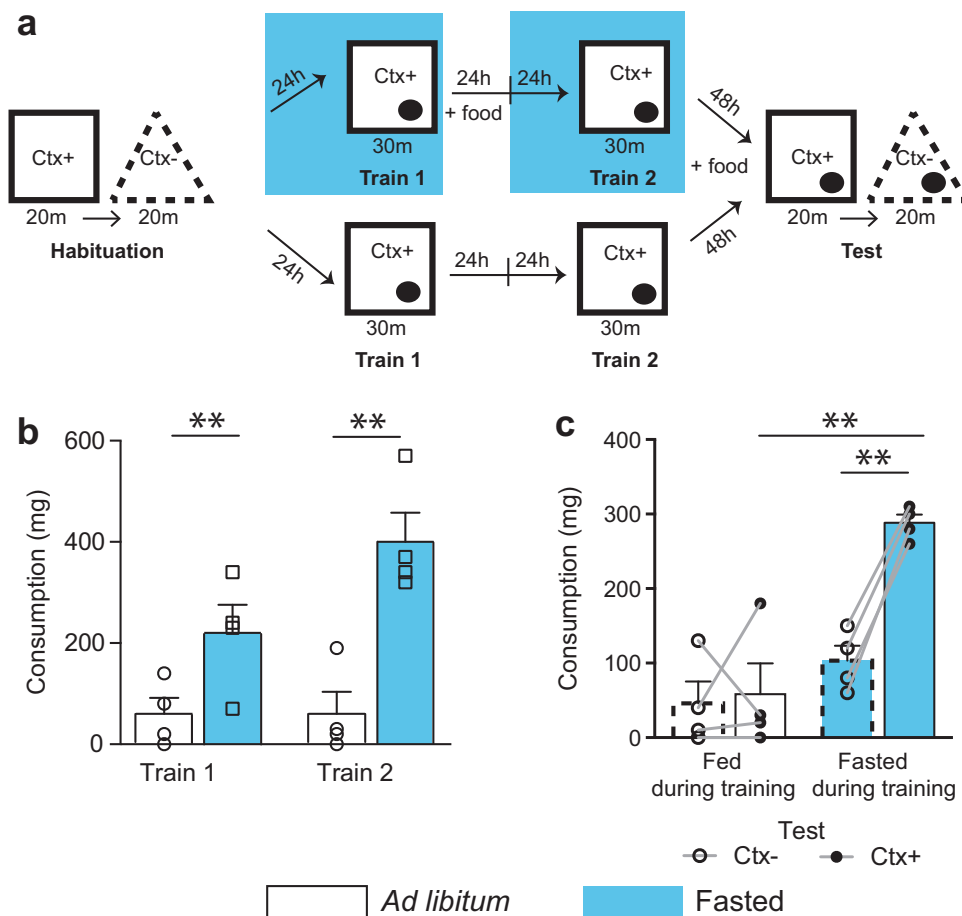 a
Ctx+
Ctx-
20m
20m
Habituation
24h
Ctx+
30m
Train 1
24h
+ food
24h
Ctx+
30m
Train 2
48h
+ food
24h
Ctx+
30m
Train 1
24h
24h
Ctx+
30m
Train 2
48h
Ctx+
Ctx-
20m
20m
Test
b
**
**
600
400
200
0
Consumption (mg)
Train 1
Train 2
c
**
**
400
300
200
100
0
Consumption (mg)
Fed
during training
Fasted
during training
Test
Ctx-
Ctx+
Ad libitum
Fasted